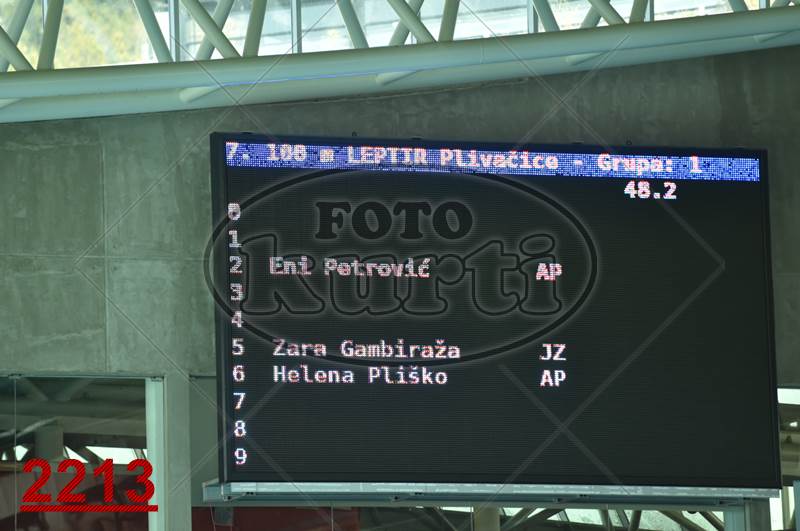 7. 100 m LEPTIR Plivačice - Grupa: 1
48.2
0
1
2 Eni Petrović AP
3
4
5 Zara Gambiraža JZ
6 Helena Pliško AP
7
8
9
FOTO
kurti
2213